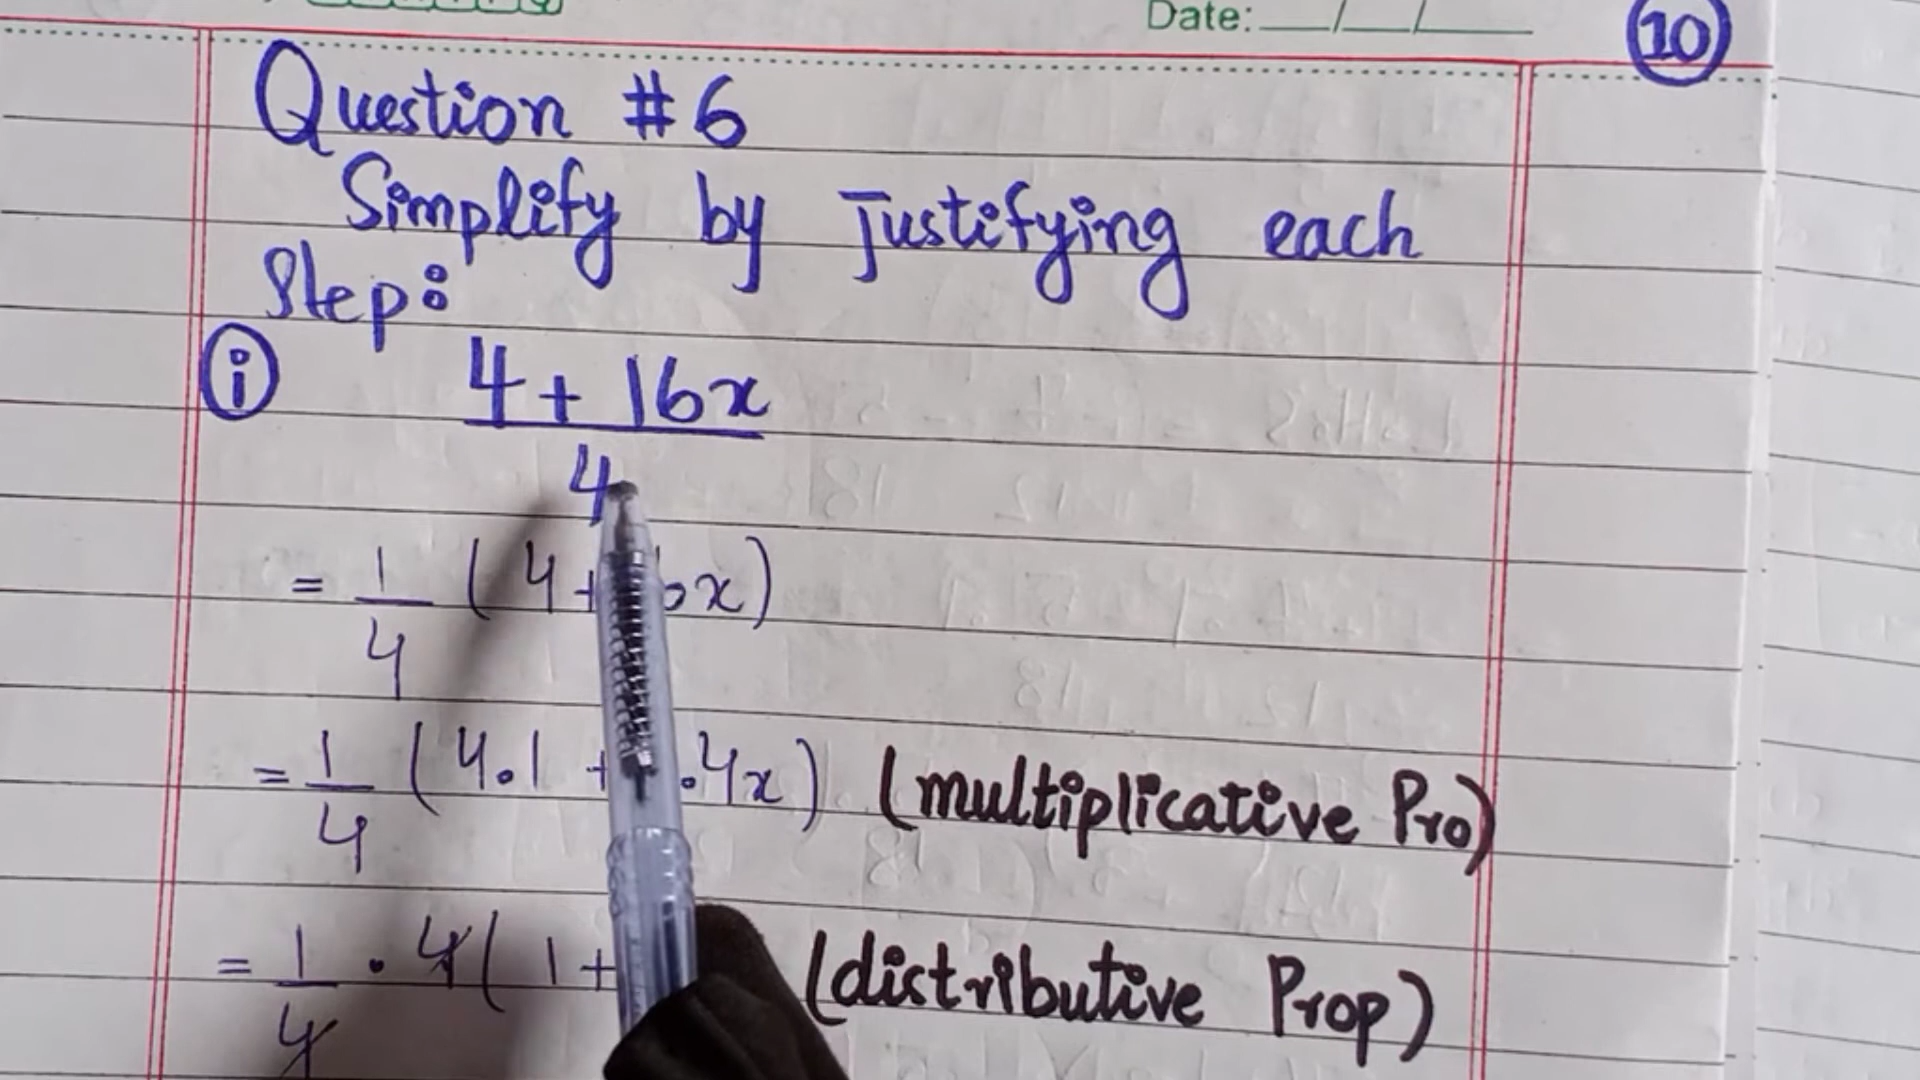 Date: __/__/____
10
Question #6
Simplify by justifying each
Step:
i
4 + 16x
4
= 1/4 (4+ 6x)
= 1/4 (4.1 + .4x) (multiplicative Pro)
= 1/4 . 4( 1+ (distributive Prop)